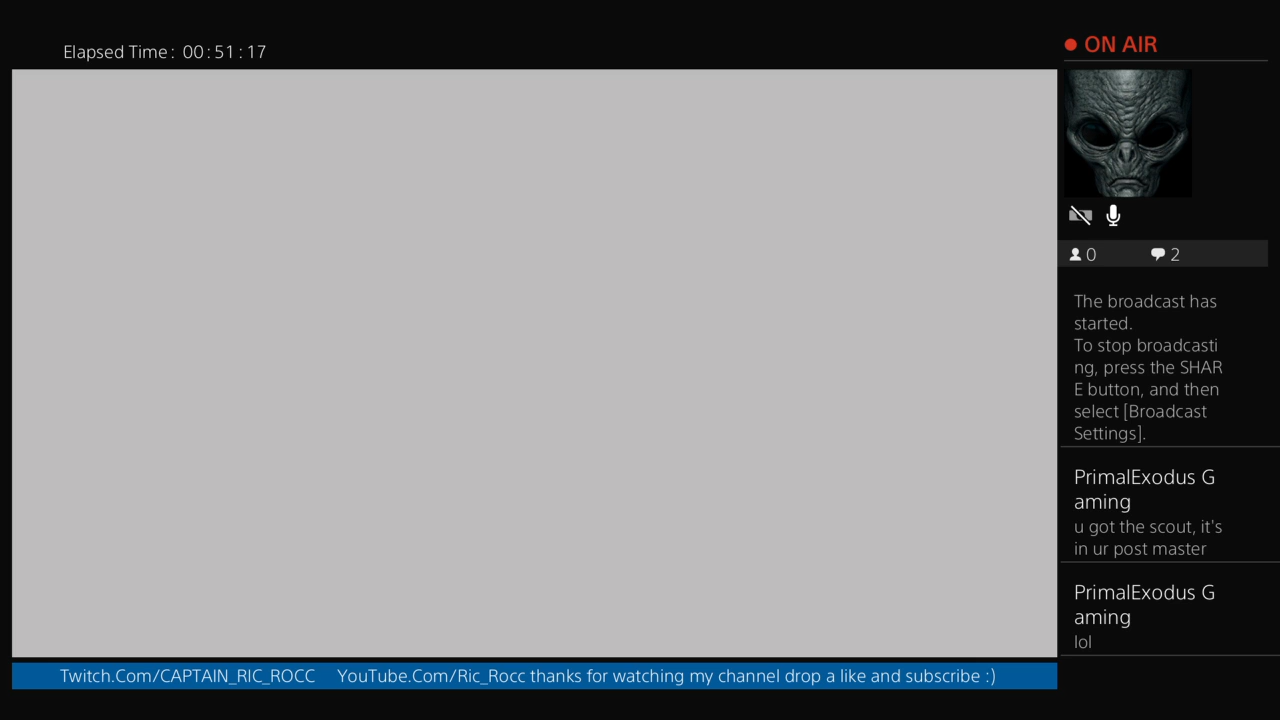 Elapsed Time: 00:51:17
ON AIR
0 2
The broadcast has
started.
To stop broadcasti
ng, press the SHAR
E button, and then
select [Broadcast
Settings].
PrimalExodus G
aming
u got the scout, it's
in ur post master
PrimalExodus G
aming
lol
Twitch.Com/CAPTAIN_RIC_ROCC YouTube.Com/Ric_Rocc thanks for watching my channel drop a like and subscribe :)